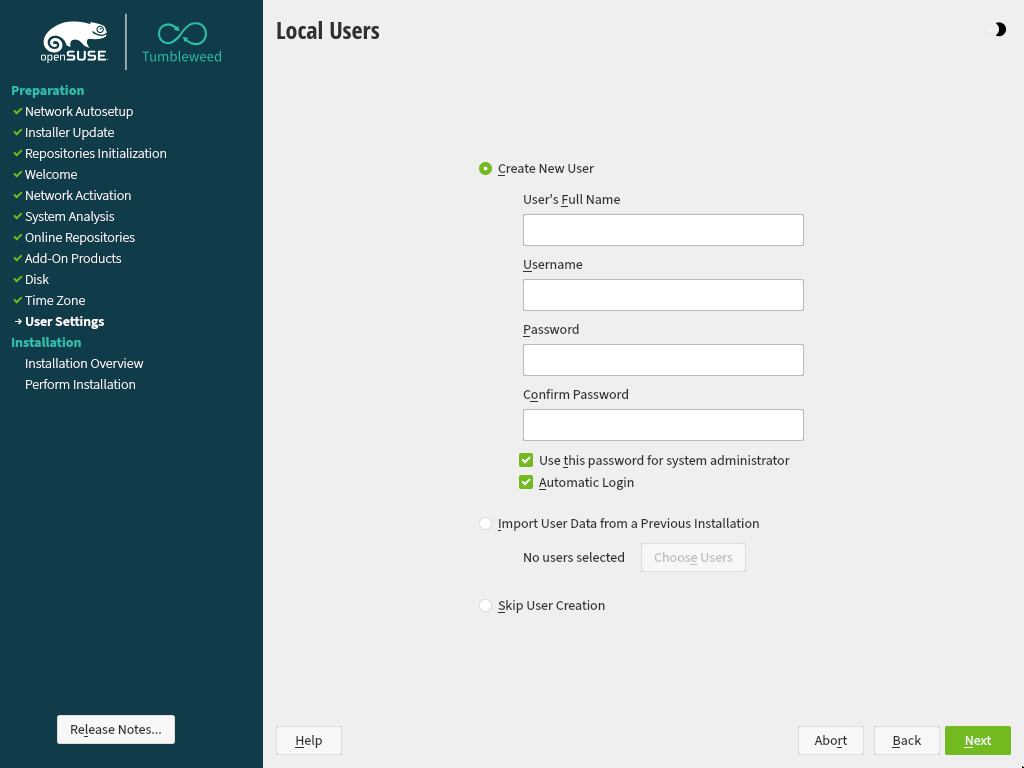 openSUSE
Tumbleweed
Preparation
Network Autosetup
Installer Update
Repositories Initialization
Welcome
Network Activation
System Analysis
Online Repositories
Add-On Products
Disk
Time Zone
User Settings
Installation
Installation Overview
Perform Installation
Release Notes...
Local Users
Create New User
User's Full Name
Username
Password
Confirm Password
Use this password for system administrator
Automatic Login
Import User Data from a Previous Installation
No users selected Choose Users
Skip User Creation
Help Abort Back Next